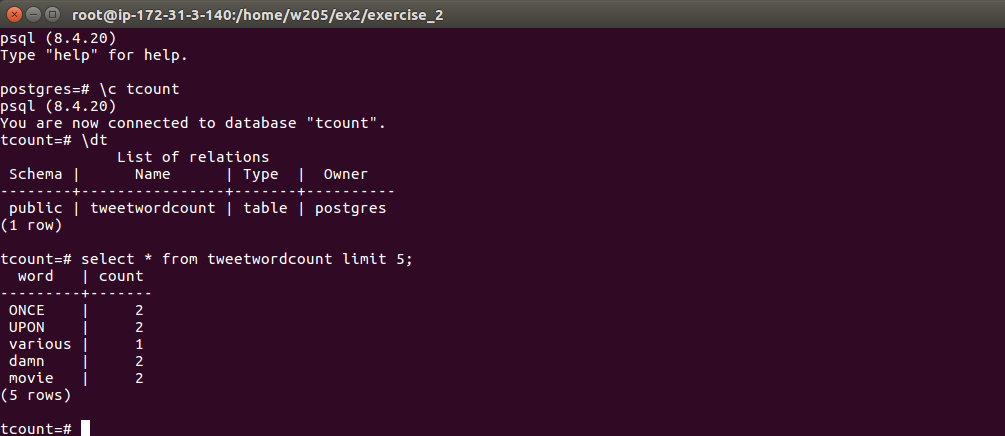 root@ip-172-31-3-140:/home/w205/ex2/exercise_2
psql (8.4.20)
Type "help" for help.
postgres=# \c tcount
psql (8.4.20)
You are now connected to database "tcount".
tcount=# \dt
             List of relations
 Schema |      Name      | Type  |  Owner
--------+----------------+-------+----------
 public | tweetwordcount | table | postgres
(1 row)
tcount=# select * from tweetwordcount limit 5;
  word   | count
---------+-------
 ONCE    |     2
 UPON    |     2
 various |     1
 damn    |     2
 movie   |     2
(5 rows)
tcount=#